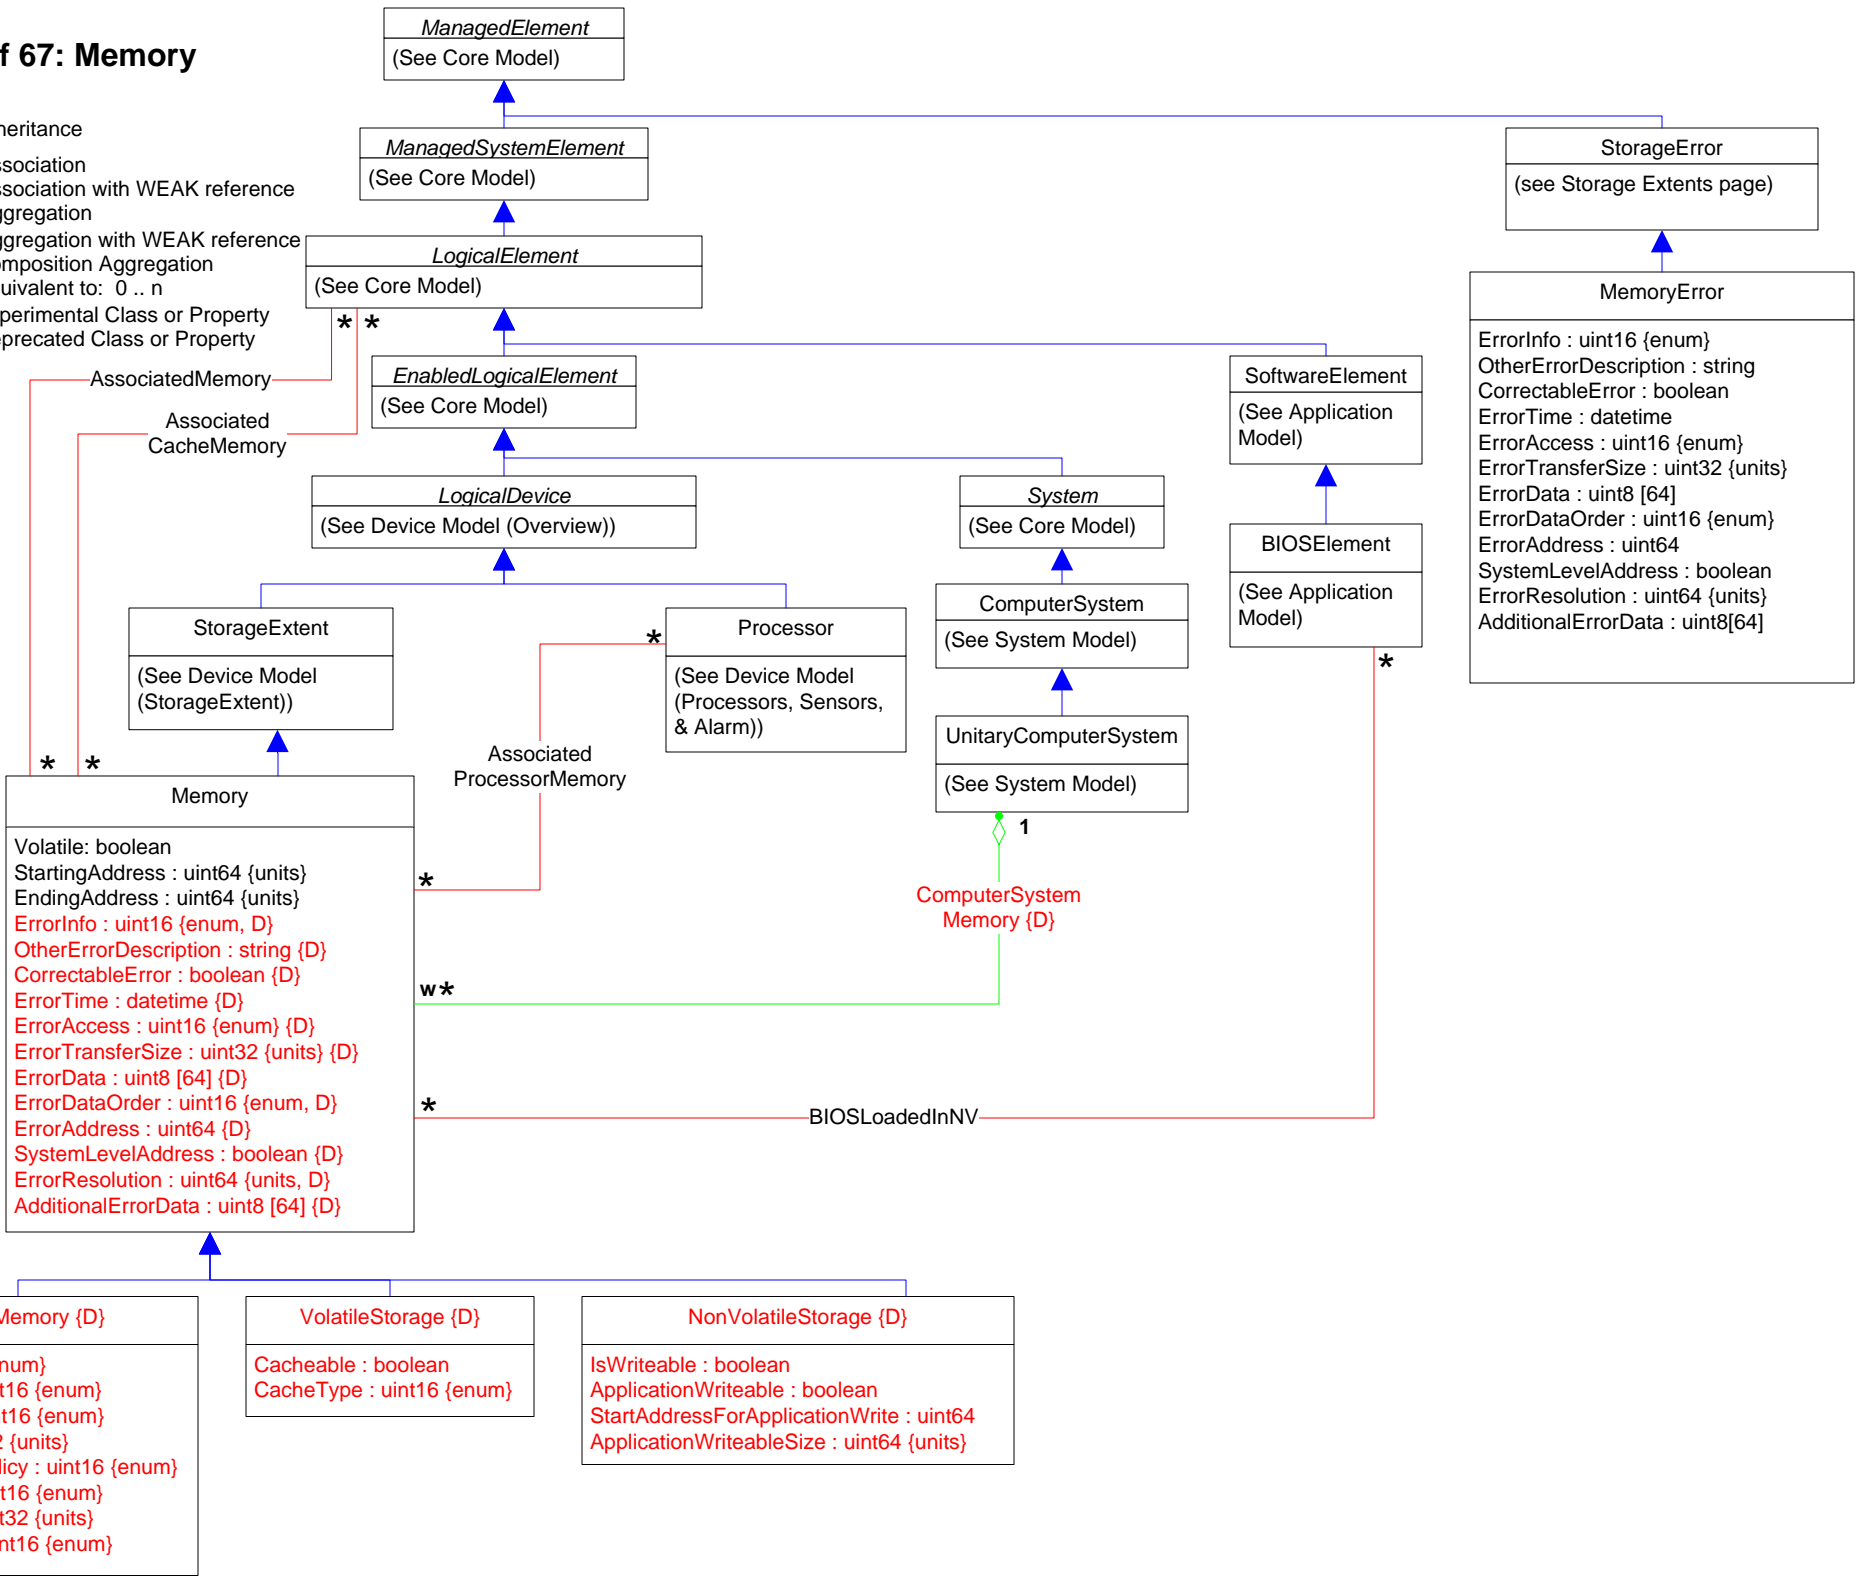 f 67: Memory
heritance
ssociation
ssociation with WEAK reference
ggregation
ggregation with WEAK reference
omposition Aggregation
quivalent to: 0 .. n
perimental Class or Property
eprecated Class or Property
ManagedElement
(See Core Model)
ManagedSystemElement
(See Core Model)
StorageError
(see Storage Extents page)
LogicalElement
(See Core Model)
* *
MemoryError
ErrorInfo : uint16 {enum}
OtherErrorDescription : string
CorrectableError : boolean
ErrorTime : datetime
ErrorAccess : uint16 {enum}
ErrorTransferSize : uint32 {units}
ErrorData : uint8 [64]
ErrorDataOrder : uint16 {enum}
ErrorAddress : uint64
SystemLevelAddress : boolean
ErrorResolution : uint64 {units}
AdditionalErrorData : uint8[64]
AssociatedMemory
Associated
CacheMemory
EnabledLogicalElement
(See Core Model)
SoftwareElement
(See Application
Model)
LogicalDevice
(See Device Model (Overview))
System
(See Core Model)
BIOSElement
(See Application
Model)
*
StorageExtent
(See Device Model
(StorageExtent))
Processor
(See Device Model
(Processors, Sensors,
& Alarm))
*
ComputerSystem
(See System Model)
UnitaryComputerSystem
(See System Model)
1
Associated
ProcessorMemory
* *
Memory
Volatile: boolean
StartingAddress : uint64 {units}
EndingAddress : uint64 {units}
ErrorInfo : uint16 {enum, D}
OtherErrorDescription : string {D}
CorrectableError : boolean {D}
ErrorTime : datetime {D}
ErrorAccess : uint16 {enum} {D}
ErrorTransferSize : uint32 {units} {D}
ErrorData : uint8 [64] {D}
ErrorDataOrder : uint16 {enum, D}
ErrorAddress : uint64 {D}
SystemLevelAddress : boolean {D}
ErrorResolution : uint64 {units, D}
AdditionalErrorData : uint8 [64] {D}
*
ComputerSystem
Memory {D}
w*
*
BIOSLoadedInNV
Memory {D}
num}
t16 {enum}
t16 {enum}
2 {units}
licy : uint16 {enum}
t16 {enum}
t32 {units}
nt16 {enum}
VolatileStorage {D}
Cacheable : boolean
CacheType : uint16 {enum}
NonVolatileStorage {D}
IsWriteable : boolean
ApplicationWriteable : boolean
StartAddressForApplicationWrite : uint64
ApplicationWriteableSize : uint64 {units}